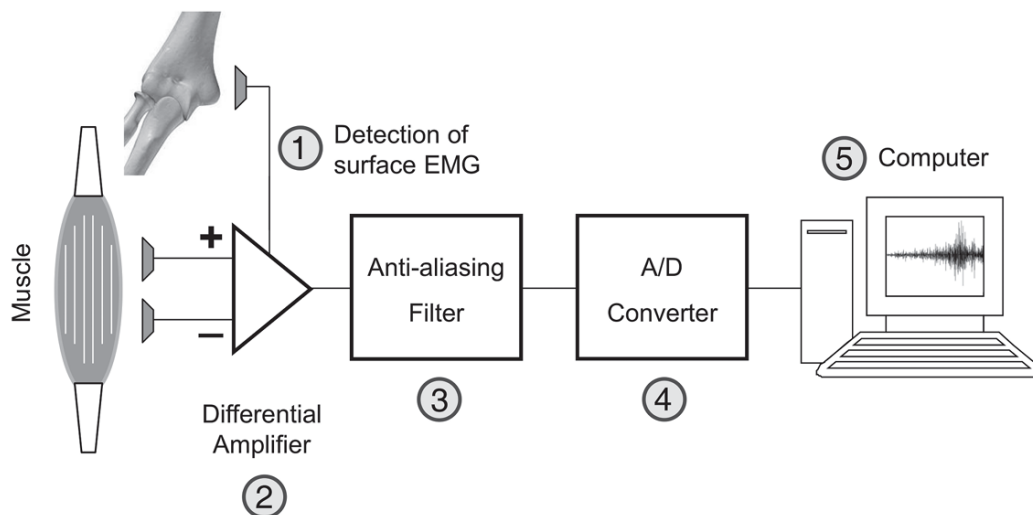 1
Detection of
surface EMG
5
Computer
Muscle
+
−
Anti-aliasing
Filter
A/D
Converter
3
4
Differential
Amplifier
2